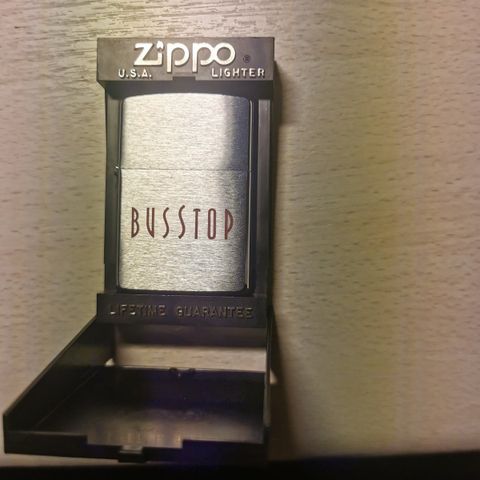 zippo ®
U.S.A. LIGHTER
BUSSTOP
LIFETIME GUARANTEE